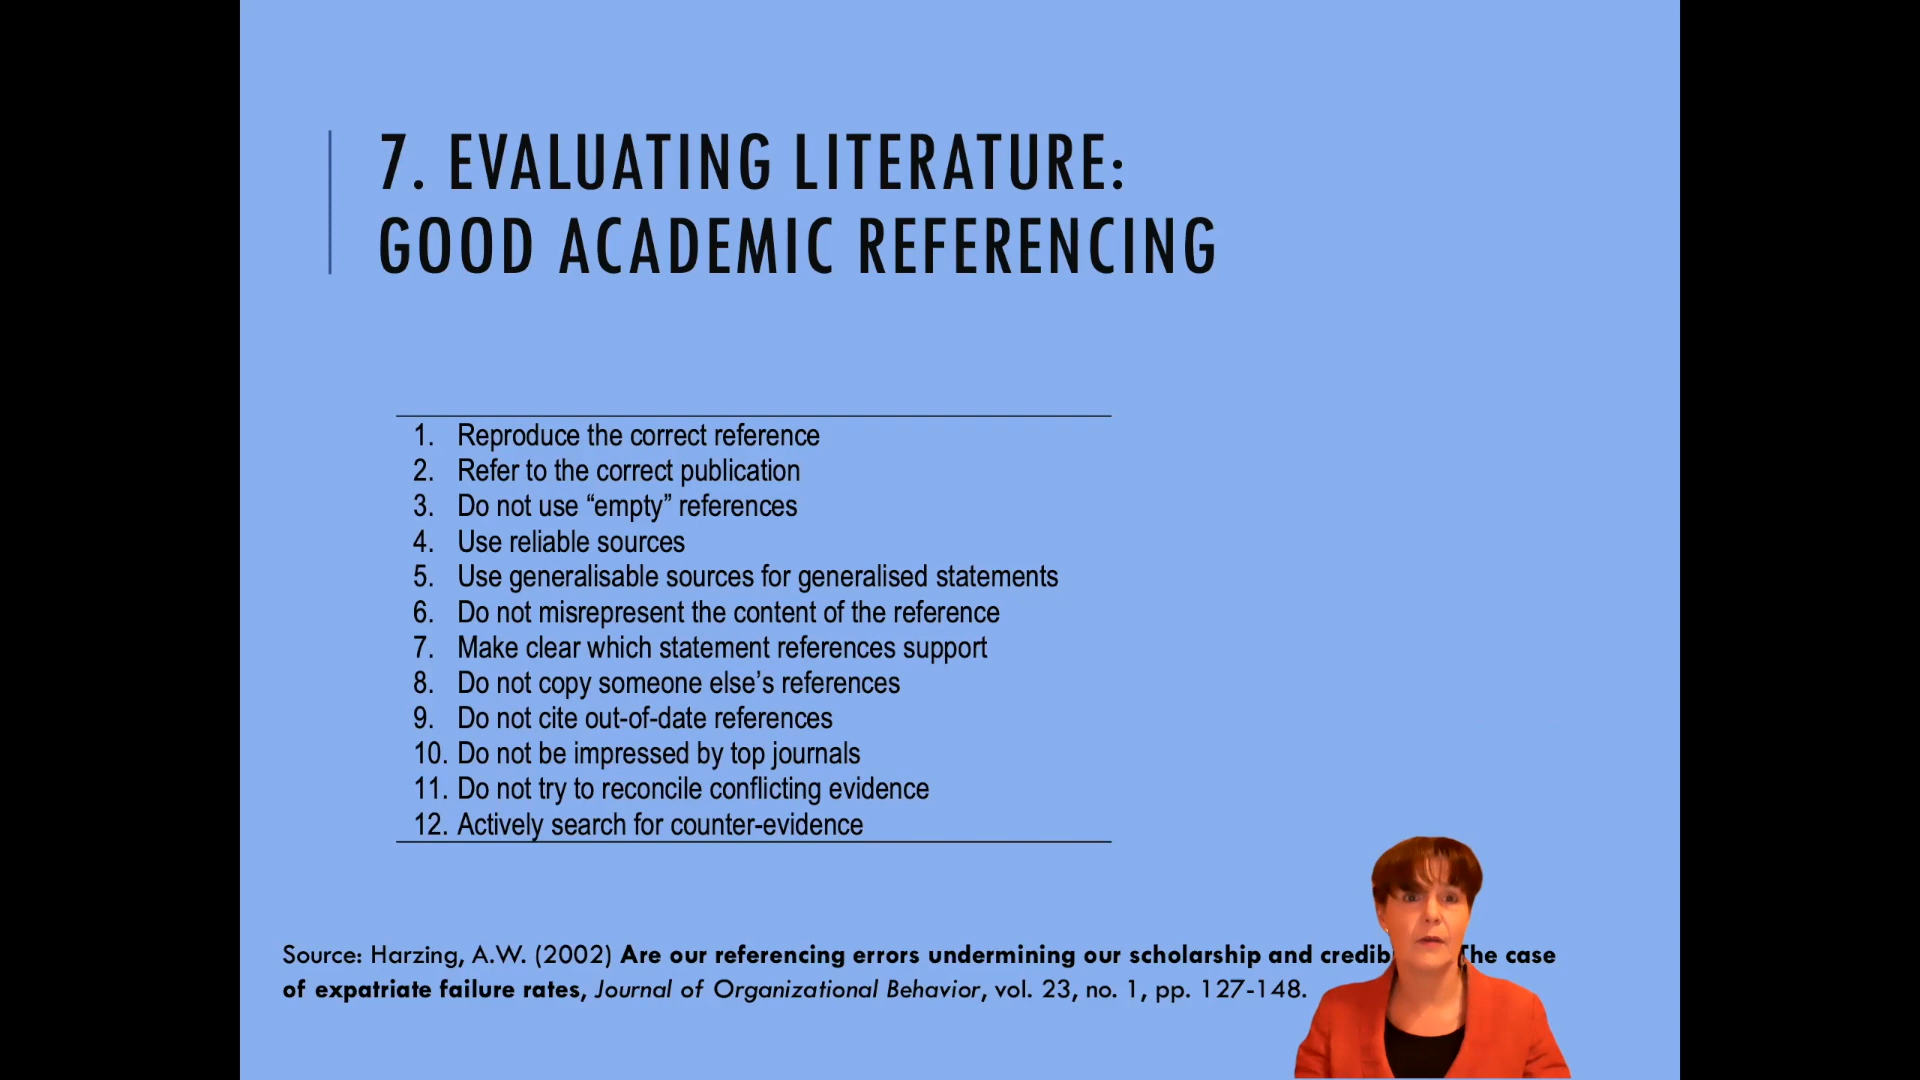 7. EVALUATING LITERATURE:
GOOD ACADEMIC REFERENCING
1. Reproduce the correct reference
2. Refer to the correct publication
3. Do not use “empty” references
4. Use reliable sources
5. Use generalisable sources for generalised statements
6. Do not misrepresent the content of the reference
7. Make clear which statement references support
8. Do not copy someone else’s references
9. Do not cite out-of-date references
10. Do not be impressed by top journals
11. Do not try to reconcile conflicting evidence
12. Actively search for counter-evidence
Source: Harzing, A.W. (2002) Are our referencing errors undermining our scholarship and The case
of expatriate failure rates, Journal of Organizational Behavior, vol. 23, no. 1, pp. 127-148.